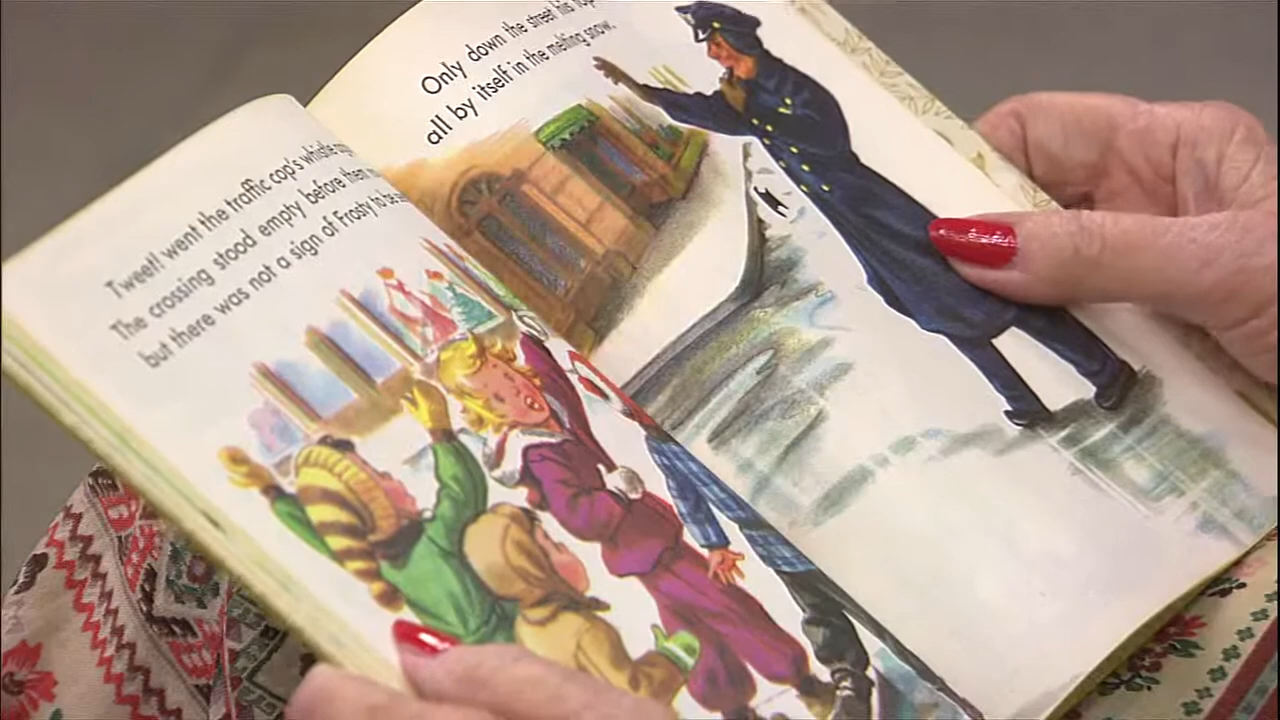 Tweet! went the traffic cop's whistle
The crossing stood empty before them
but there was not a sign of Frosty to be
Only down the street his
all by itself in the melting snow.